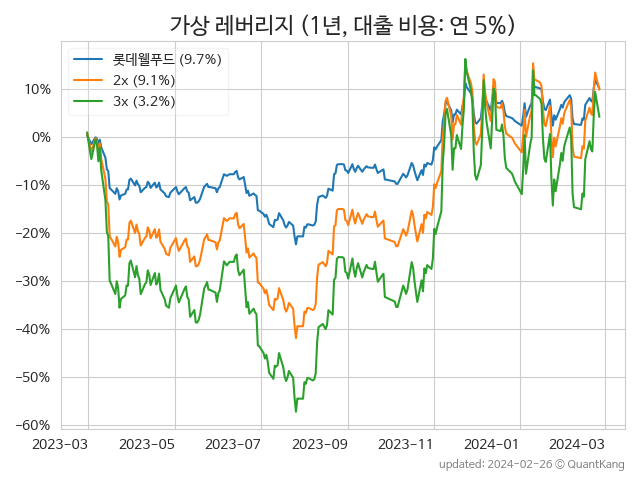 가상 레버리지 (1년, 대출 비용: 연 5%)
롯데웰푸드 (9.7%)
2x (9.1%)
3x (3.2%)
10%
0%
−10%
−20%
−30%
−40%
−50%
−60%
2023-03 2023-05 2023-07 2023-09 2023-11 2024-01 2024-03
updated: 2024-02-26 © QuantKang